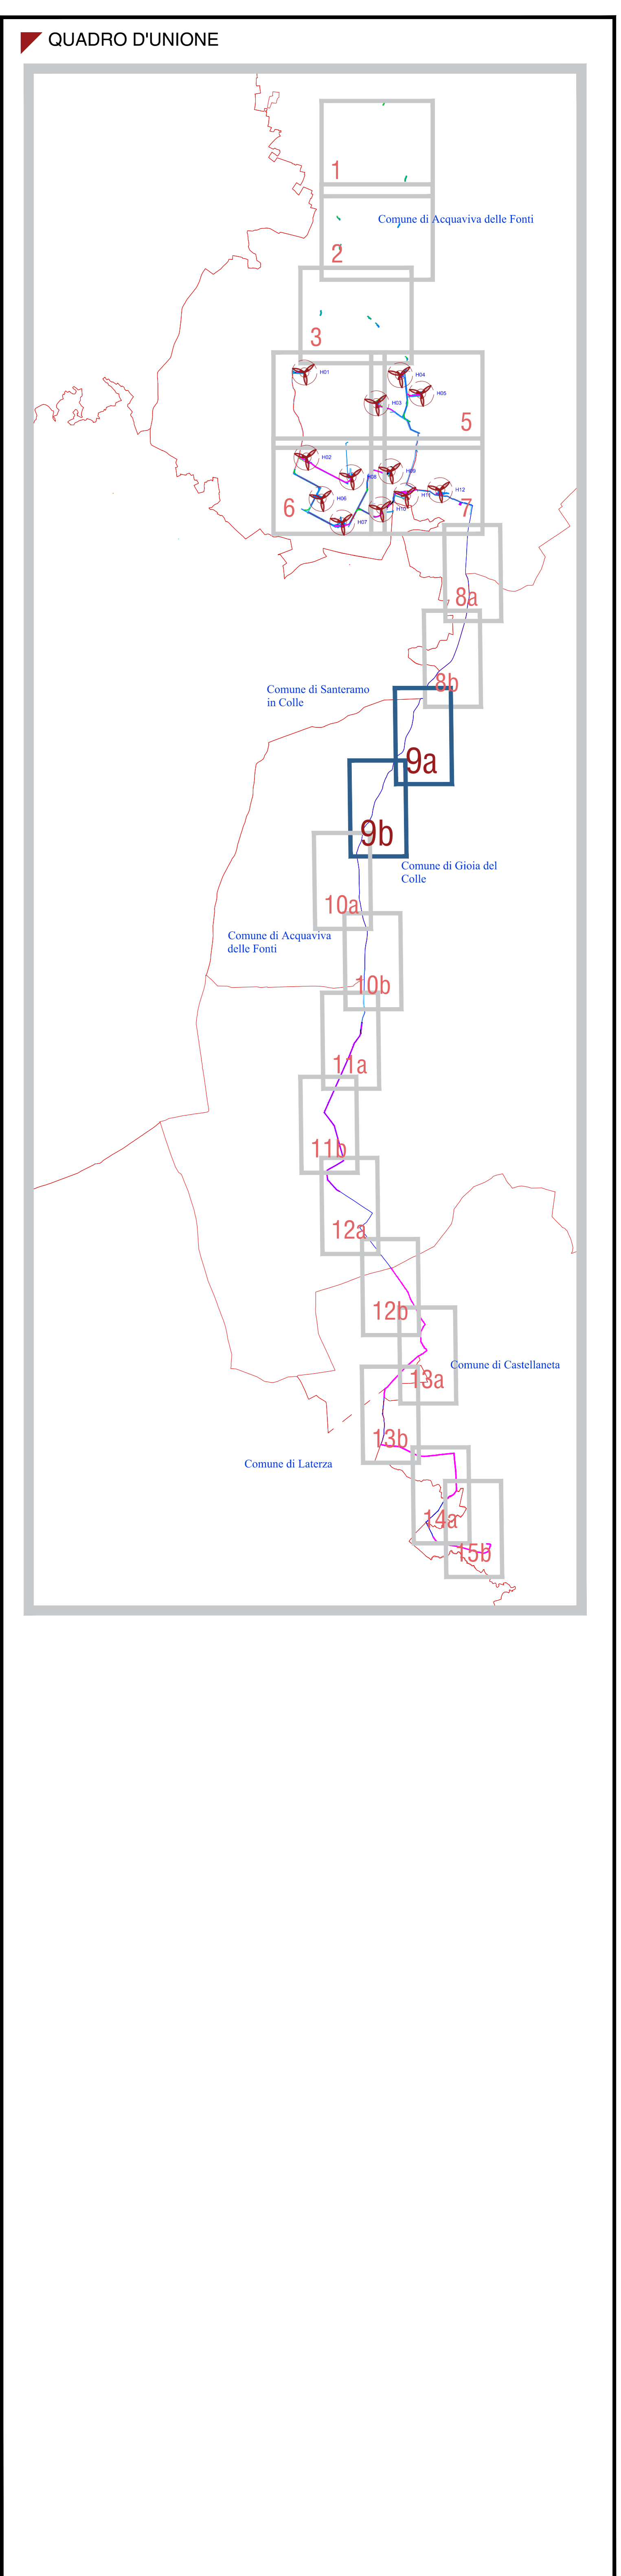 QUADRO D'UNIONE
1
Comune di Acquaviva delle Fonti
2
3
H01
H04
H05
H03
5
H02
H08
H09
H06
H11
H12
6
H10
7
H07
8a
8b
Comune di Santeramo
in Colle
9a
9b
Comune di Gioia del
Colle
10a
Comune di Acquaviva
delle Fonti
10b
11a
11b
12a
12b
Comune di Castellaneta
13a
13b
Comune di Laterza
14a
15b